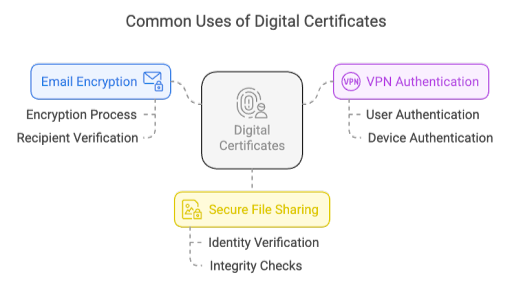 Common Uses of Digital Certificates
Email Encryption
Encryption Process
Recipient Verification
Digital
Certificates
VPN
VPN Authentication
User Authentication
Device Authentication
Secure File Sharing
Identity Verification
Integrity Checks